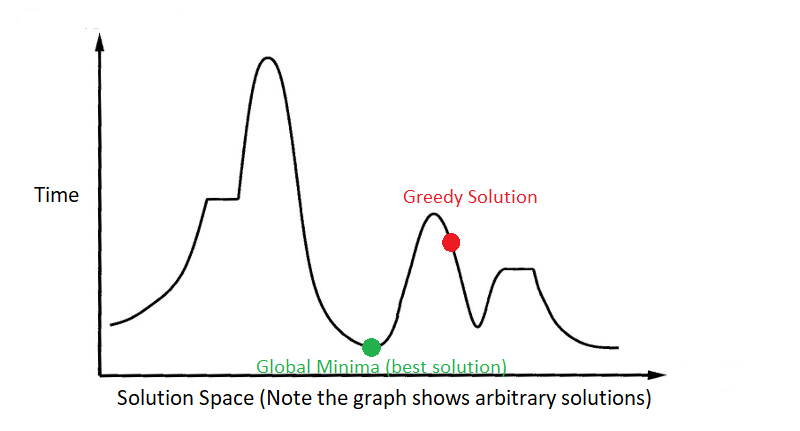 Time
Greedy Solution
Global Minima (best solution)
Solution Space (Note the graph shows arbitrary solutions)